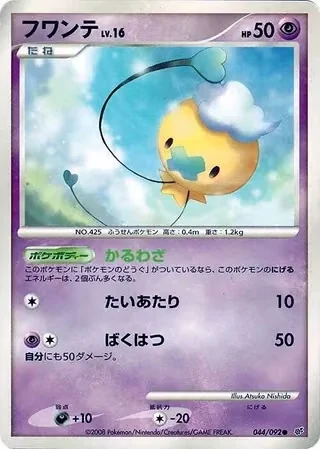 フワンテ LV.16 HP 50
たね
NO.425 ふうせんポケモン 高さ：0.4m 重さ：1.2kg
ポケボディー かるわざ
このポケモンに「ポケモンのどうぐ」がついているなら、このポケモンのにげる
エネルギーは、2個ぶん多くなる。
たいあたり 10
ばくはつ 50
自分にも50ダメージ。
Illus.Atsuko Nishida
弱点 +10 抵抗力 -20 にげる
©2008 Pokémon/Nintendo/Creatures/GAME FREAK. 044/092